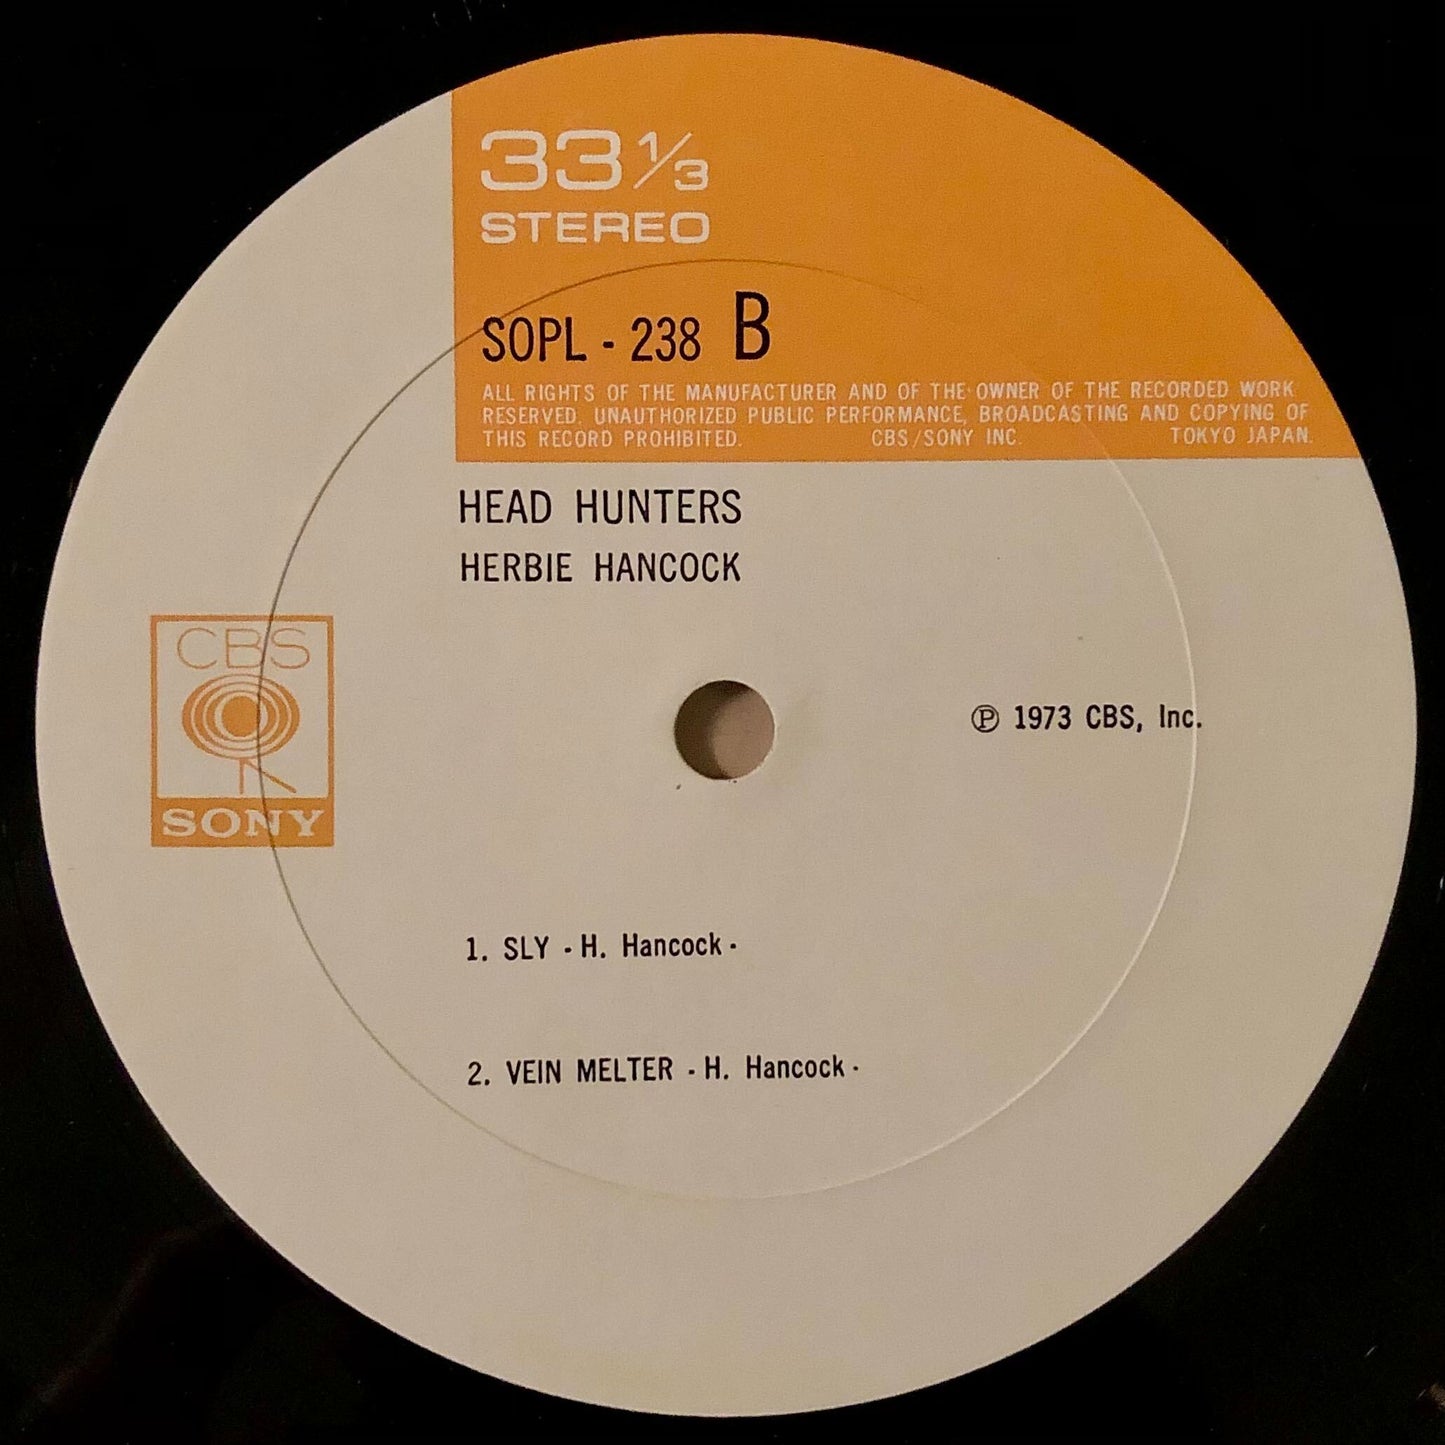 33 1/3
STEREO
SOPL - 238 B
ALL RIGHTS OF THE MANUFACTURER AND OF THE OWNER OF THE RECORDED WORK
RESERVED. UNAUTHORIZED PUBLIC PERFORMANCE, BROADCASTING AND COPYING OF
THIS RECORD PROHIBITED. CBS/SONY INC. TOKYO JAPAN.
HEAD HUNTERS
HERBIE HANCOCK
CBS
SONY
℗ 1973 CBS, Inc.
1. SLY - H. Hancock -
2. VEIN MELTER - H. Hancock -